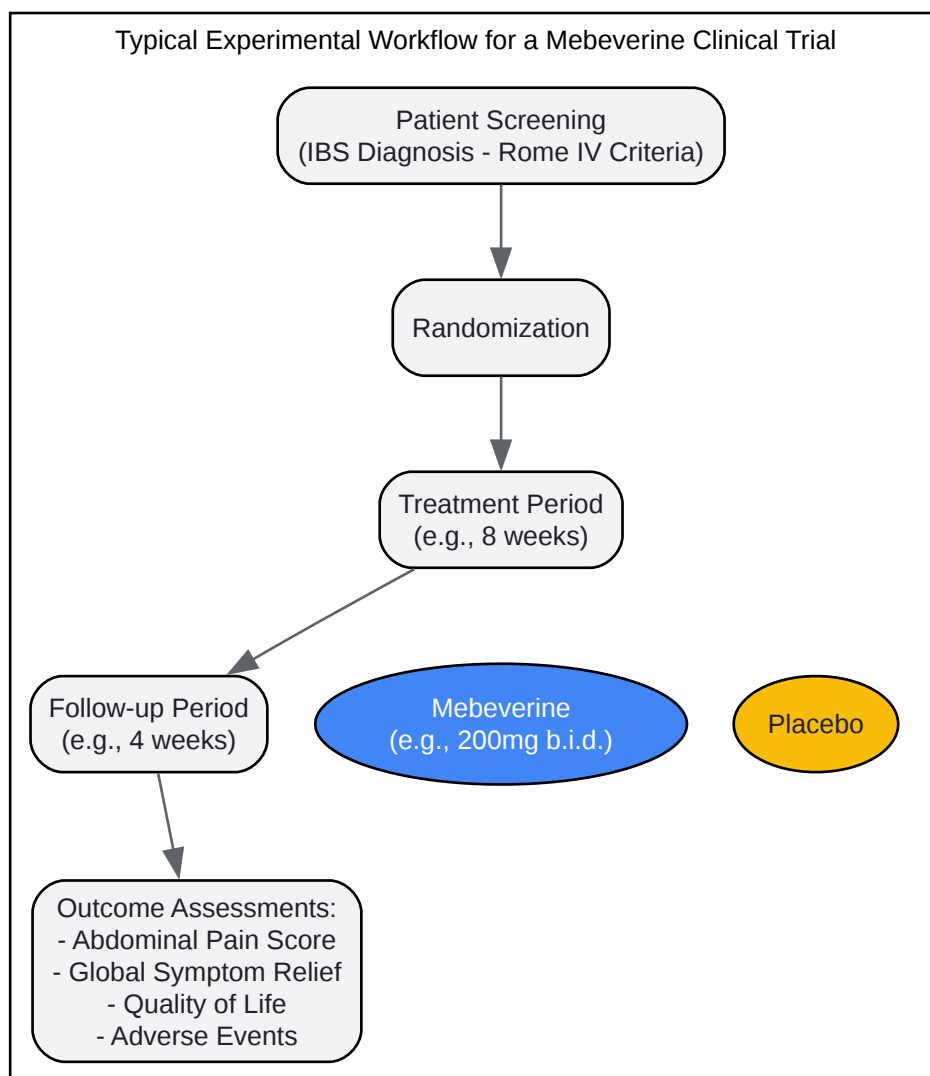 Typical Experimental Workflow for a Mebeverine Clinical Trial
Patient Screening
(IBS Diagnosis - Rome IV Criteria)
Randomization
Treatment Period
(e.g., 8 weeks)
Follow-up Period
(e.g., 4 weeks)
Mebeverine
(e.g., 200mg b.i.d.)
Placebo
Outcome Assessments:
- Abdominal Pain Score
- Global Symptom Relief
- Quality of Life
- Adverse Events